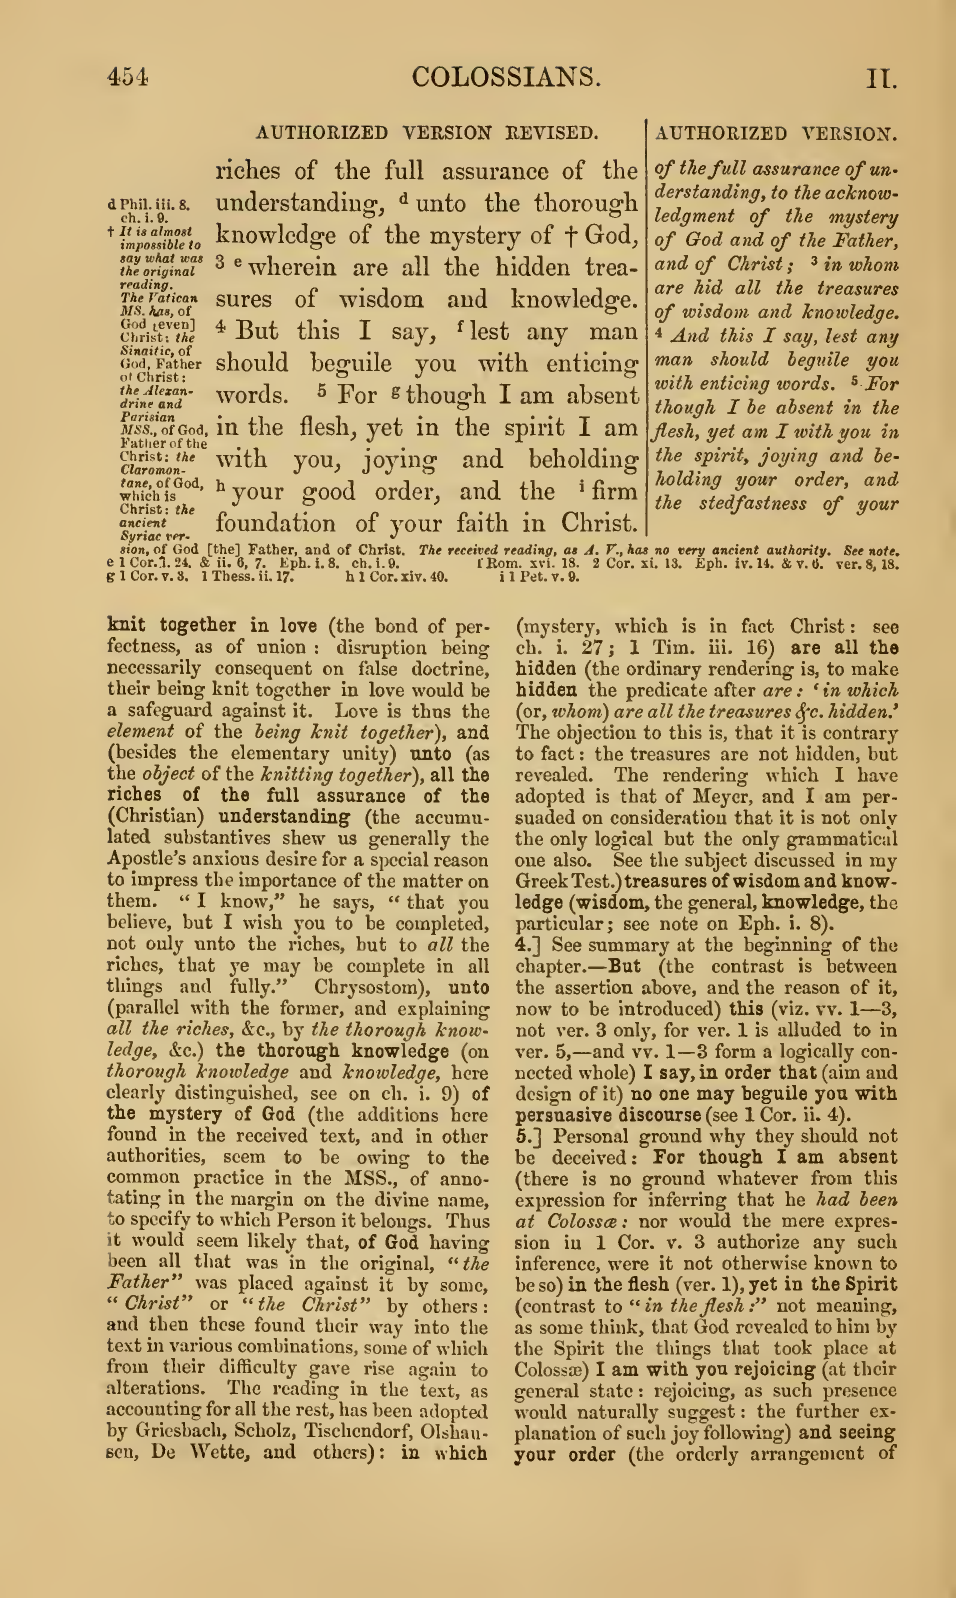 454
COLOSSIANS.
II.
AUTHORIZED VERSION REVISED.
riches of the full assurance of the
understanding, d unto the thorough
knowledge of the mystery of † God,
3 e wherein are all the hidden trea-
sures of wisdom and knowledge.
4 But this I say, f lest any man
should beguile you with enticing
words. 5 For g though I am absent
in the flesh, yet in the spirit I am
with you, joying and beholding
h your good order, and the i firm
foundation of your faith in Christ.
d Phil. iii. 8.
ch. i. 9.
† It is almost
impossible to
say what was
the original
reading.
The Vatican
MS. has, of
God [even]
Christ: the
Sinaitic, of
God, Father
of Christ:
the Alexan-
drine and
Parisian
MSS., of God,
Father of the
Christ: the
Claromon-
tane, of God,
which is
Christ: the
ancient
Syriac ver-
sion, of God [the] Father, and of Christ. The received reading, as A. V., has no very ancient authority. See note.
e 1 Cor. i. 24. & ii. 6, 7. Eph. i. 8. ch. i. 9. f Rom. xvi. 18. 2 Cor. xi. 13. Eph. iv. 14. & v. 6. ver. 8, 18.
g 1 Cor. v. 3. 1 Thess. ii. 17. h 1 Cor. xiv. 40. i 1 Pet. v. 9.
AUTHORIZED VERSION.
of the full assurance of un-
derstanding, to the acknow-
ledgment of the mystery
of God and of the Father,
and of Christ; 3 in whom
are hid all the treasures
of wisdom and knowledge.
4 And this I say, lest any
man should beguile you
with enticing words. 5 For
though I be absent in the
flesh, yet am I with you in
the spirit, joying and be-
holding your order, and
the stedfastness of your
knit together in love (the bond of per-
fectness, as of union : disruption being
necessarily consequent on false doctrine,
their being knit together in love would be
a safeguard against it. Love is thus the
element of the being knit together), and
(besides the elementary unity) unto (as
the object of the knitting together), all the
riches of the full assurance of the
(Christian) understanding (the accumu-
lated substantives shew us generally the
Apostle's anxious desire for a special reason
to impress the importance of the matter on
them. "I know," he says, "that you
believe, but I wish you to be completed,
not only unto the riches, but to all the
riches, that ye may be complete in all
things and fully." Chrysostom), unto
(parallel with the former, and explaining
all the riches, &c., by the thorough know-
ledge, &c.) the thorough knowledge (on
thorough knowledge and knowledge, here
clearly distinguished, see on ch. i. 9) of
the mystery of God (the additions here
found in the received text, and in other
authorities, seem to be owing to the
common practice in the MSS., of anno-
tating in the margin on the divine name,
to specify to which Person it belongs. Thus
it would seem likely that, of God having
been all that was in the original, "the
Father" was placed against it by some,
"Christ" or "the Christ" by others:
and then these found their way into the
text in various combinations, some of which
from their difficulty gave rise again to
alterations. The reading in the text, as
accounting for all the rest, has been adopted
by Griesbach, Scholz, Tischendorf, Olshau-
sen, De Wette, and others): in which
(mystery, which is in fact Christ: see
ch. i. 27; 1 Tim. iii. 16) are all the
hidden (the ordinary rendering is, to make
hidden the predicate after are: 'in which
(or, whom) are all the treasures &c. hidden.'
The objection to this is, that it is contrary
to fact: the treasures are not hidden, but
revealed. The rendering which I have
adopted is that of Meyer, and I am per-
suaded on consideration that it is not only
the only logical but the only grammatical
one also. See the subject discussed in my
Greek Test.) treasures of wisdom and know-
ledge (wisdom, the general, knowledge, the
particular; see note on Eph. i. 8).
4.] See summary at the beginning of the
chapter.—But (the contrast is between
the assertion above, and the reason of it,
now to be introduced) this (viz. vv. 1—3,
not ver. 3 only, for ver. 1 is alluded to in
ver. 5,—and vv. 1—3 form a logically con-
nected whole) I say, in order that (aim and
design of it) no one may beguile you with
persuasive discourse (see 1 Cor. ii. 4).
5.] Personal ground why they should not
be deceived: For though I am absent
(there is no ground whatever from this
expression for inferring that he had been
at Colossæ: nor would the mere expres-
sion in 1 Cor. v. 3 authorize any such
inference, were it not otherwise known to
be so) in the flesh (ver. 1), yet in the Spirit
(contrast to "in the flesh:" not meaning,
as some think, that God revealed to him by
the Spirit the things that took place at
Colossæ) I am with you rejoicing (at their
general state: rejoicing, as such presence
would naturally suggest: the further ex-
planation of such joy following) and seeing
your order (the orderly arrangement of